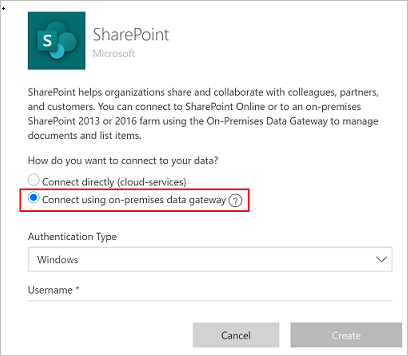 S
SharePoint
Microsoft
SharePoint helps organizations share and collaborate with colleagues, partners,
and customers. You can connect to SharePoint Online or to an on-premises
SharePoint 2013 or 2016 farm using the On-Premises Data Gateway to manage
documents and list items.
How do you want to connect to your data?
Connect directly (cloud-services)
Connect using on-premises data gateway ?
Authentication Type
Windows
Username *
Cancel Create